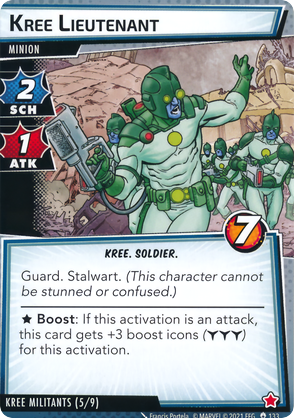 KREE LIEUTENANT
MINION
2
SCH
1
ATK
7
KREE. SOLDIER.
Guard. Stalwart. (This character cannot
be stunned or confused.)
★ Boost: If this activation is an attack,
this card gets +3 boost icons ()
for this activation.
KREE MILITANTS (5/9)
Francis Portela © MARVEL © 2021 FFG 133